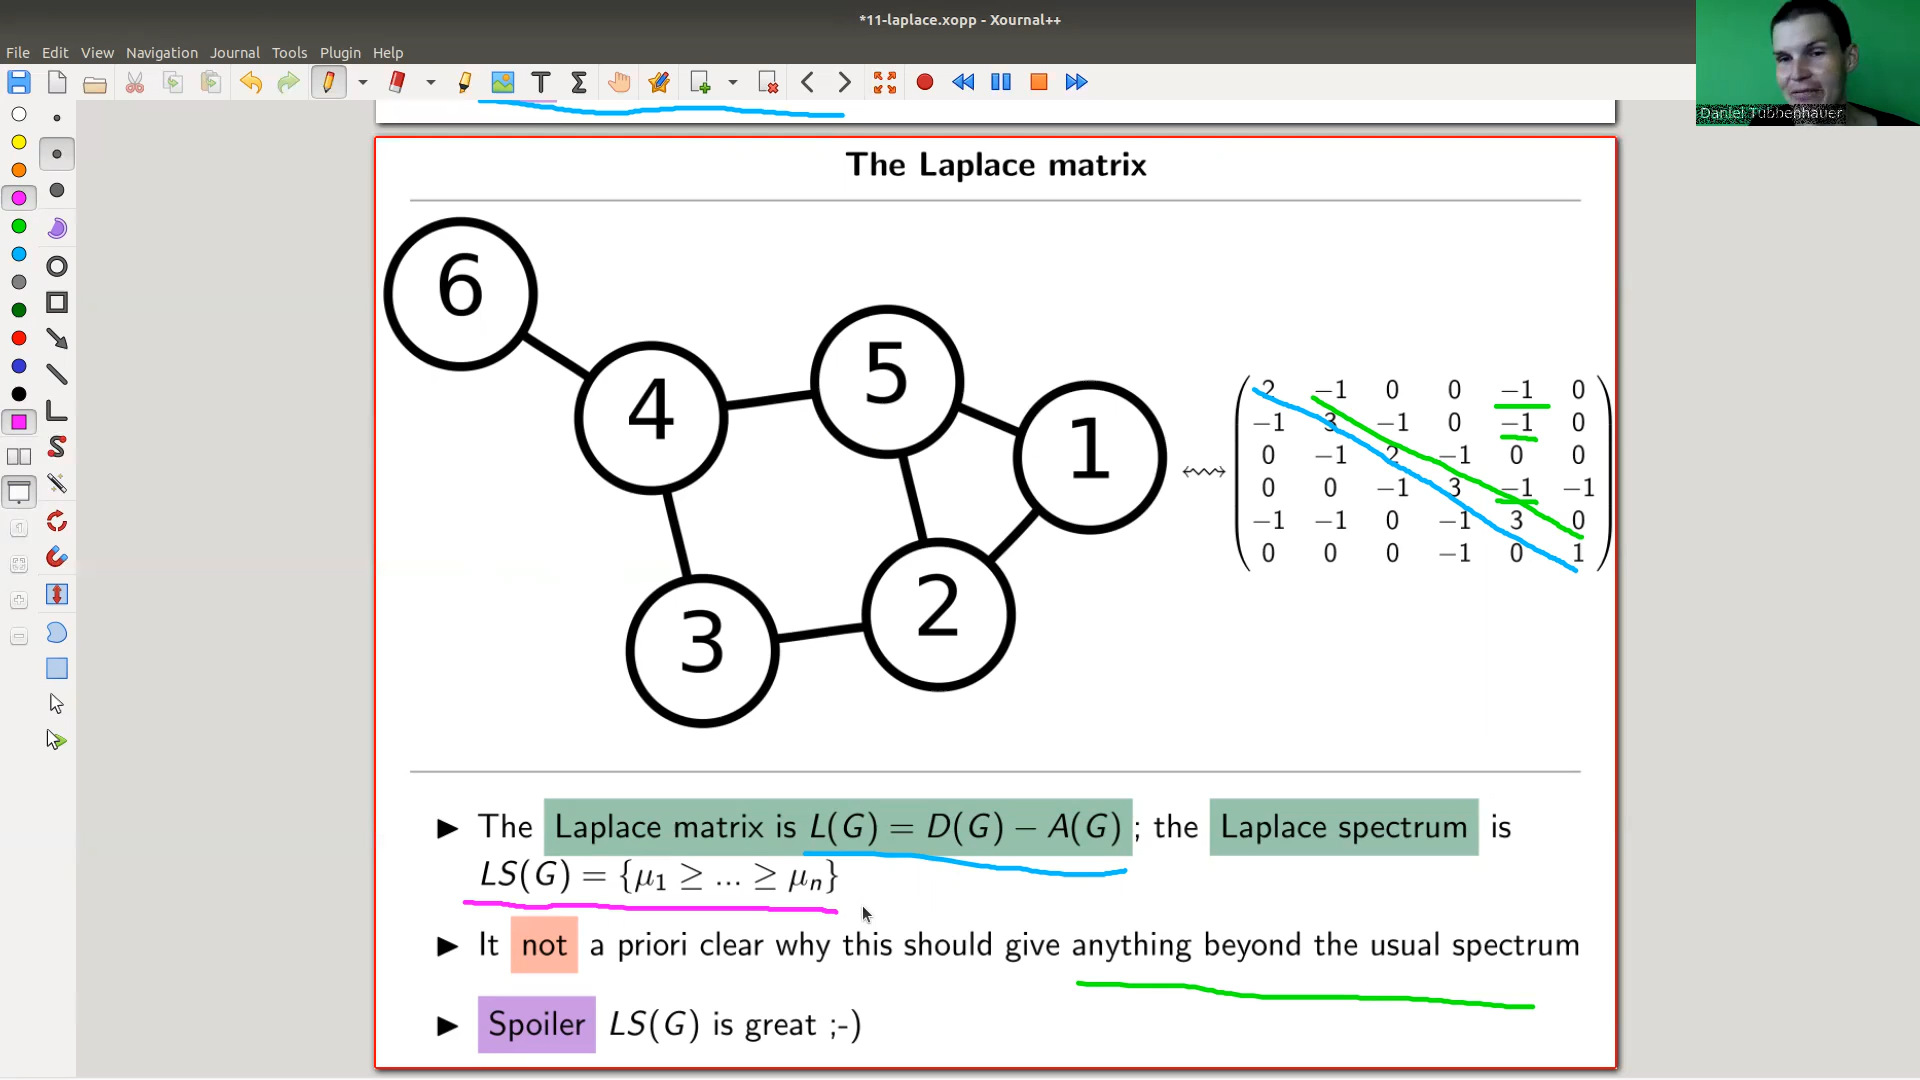 *11-laplace.xopp - Xournal++
File Edit View Navigation Journal Tools Plugin Help
Daniel Tubbenhauer
The Laplace matrix
6
4
5
1
3
2
2 −1 0 0 −1 0
−1 3 −1 0 −1 0
0 −1 2 −1 0 0
0 0 −1 3 −1 −1
−1 −1 0 −1 3 0
0 0 0 −1 0 1
▶ The Laplace matrix is L(G) = D(G) − A(G) ; the Laplace spectrum is
LS(G) = {μ₁ ≥ ... ≥ μₙ}
▶ It not a priori clear why this should give anything beyond the usual spectrum
▶ Spoiler LS(G) is great ;-)